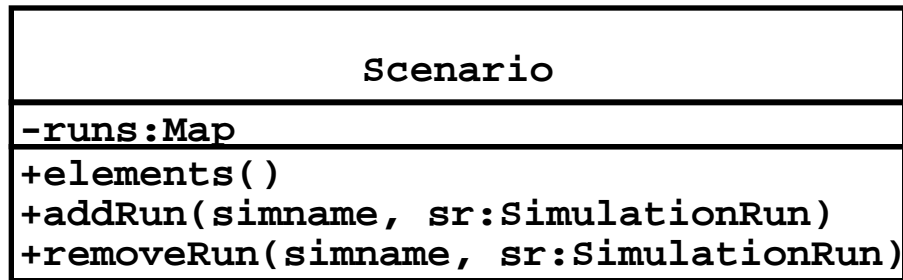 Scenario
-runs:Map
+elements()
+addRun(simname, sr:SimulationRun)
+removeRun(simname, sr:SimulationRun)